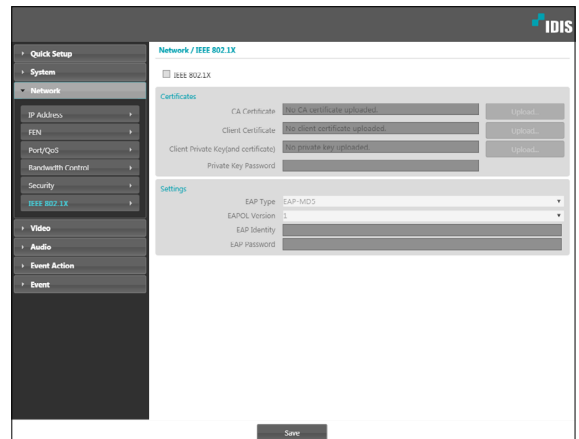 IDIS
Quick Setup
System
Network
IP Address
FEN
Port/QoS
Bandwidth Control
Security
IEEE 802.1X
Video
Audio
Event Action
Event
Network / IEEE 802.1X
IEEE 802.1X
Certificates
CA Certificate No CA certificate uploaded. Upload...
Client Certificate No client certificate uploaded. Upload...
Client Private Key(and certificate) No private key uploaded. Upload...
Private Key Password
Settings
EAP Type EAP-MD5
EAPOL Version 1
EAP Identity
EAP Password
Save